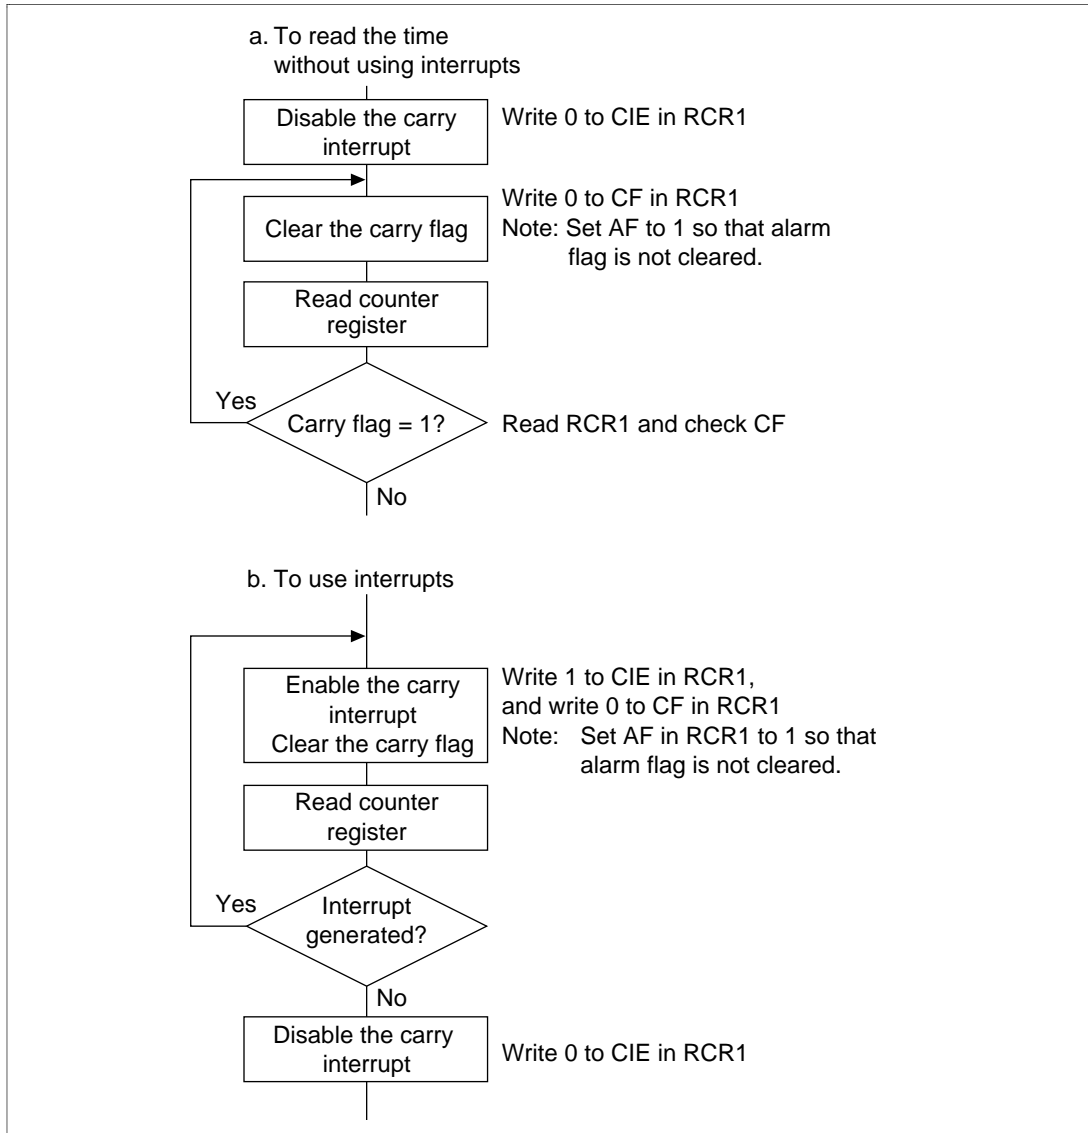 a. To read the time
without using interrupts
Disable the carry
interrupt
Write 0 to CIE in RCR1
Clear the carry flag
Write 0 to CF in RCR1
Note: Set AF to 1 so that alarm
flag is not cleared.
Read counter
register
Yes
Carry flag = 1?
Read RCR1 and check CF
No
b. To use interrupts
Enable the carry
interrupt
Clear the carry flag
Write 1 to CIE in RCR1,
and write 0 to CF in RCR1
Note: Set AF in RCR1 to 1 so that
alarm flag is not cleared.
Read counter
register
Yes
Interrupt
generated?
No
Disable the carry
interrupt
Write 0 to CIE in RCR1